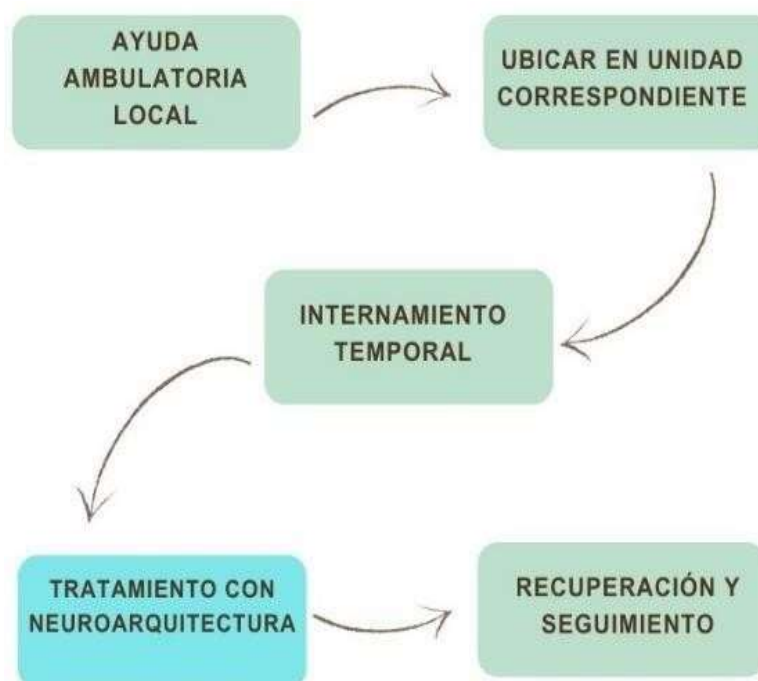 AYUDA
AMBULATORIA
LOCAL
UBICAR EN UNIDAD
CORRESPONDIENTE
INTERNAMIENTO
TEMPORAL
TRATAMIENTO CON
NEUROARQUITECTURA
RECUPERACIÓN Y
SEGUIMIENTO